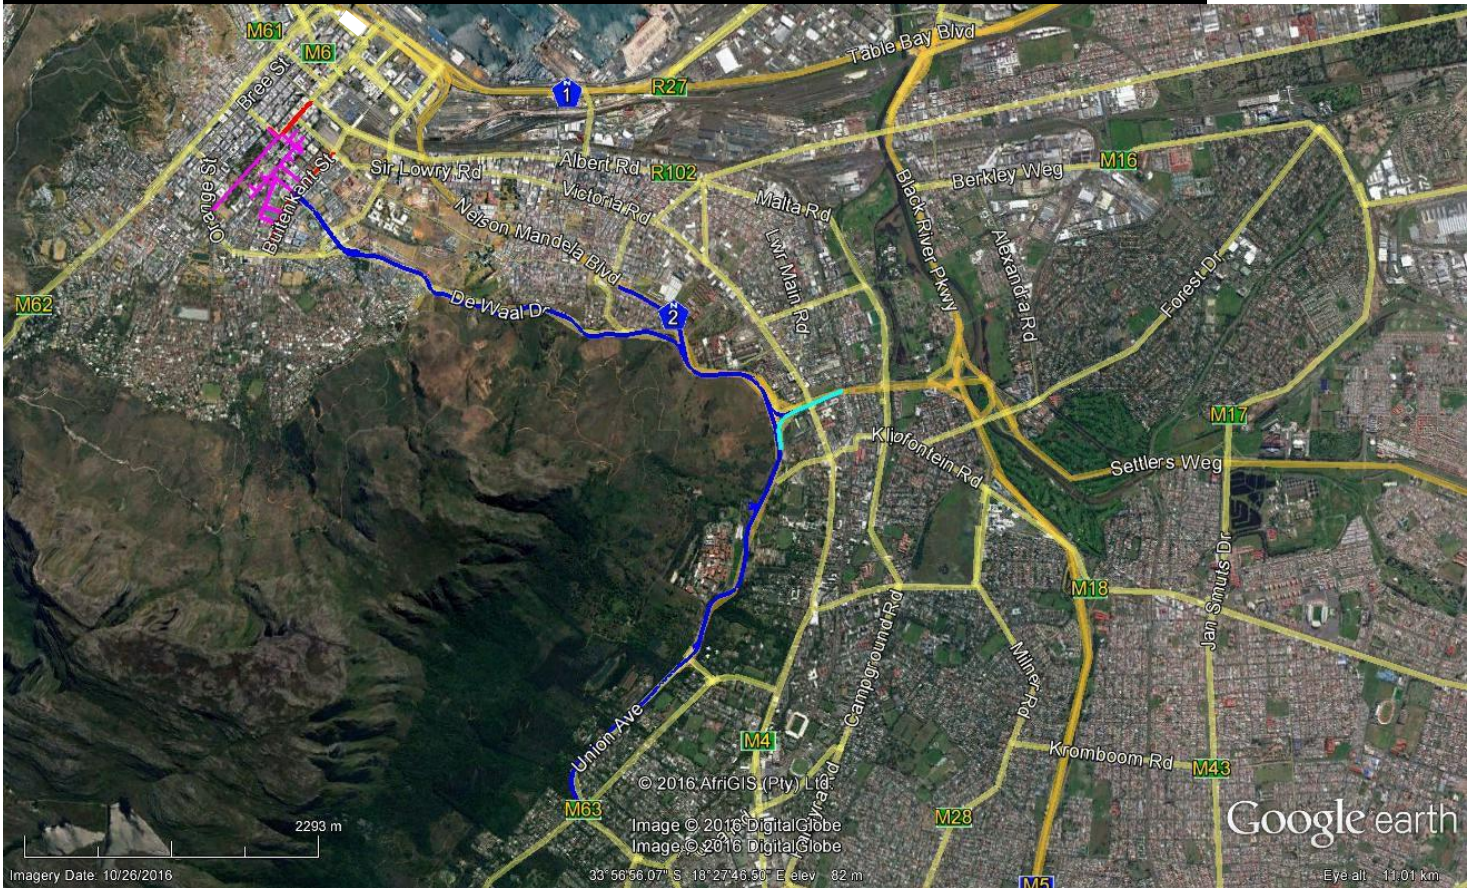 M61
M6
Table Bay Blvd
Bree St
N
1
R27
Orange St
Buitenkant St
Sir Lowry Rd
Albert Rd
R102
Berkley Weg
M16
Victoria Rd
Malta Rd
Black River Pkwy
Nelson Mandela Blvd
Lwr Main Rd
Alexandra Rd
Forest Dr
M62
De Waal Dr
N
2
M17
Klipfontein Rd
Settlers Weg
Jan Smuts Dr
M18
Campground Rd
Milner Rd
Union Ave
M4
Kromboom Rd
M43
© 2016 AfriGIS (Pty) Ltd.
M63
M28
Google earth
2293 m
Image © 2016 DigitalGlobe
Image © 2016 DigitalGlobe
Imagery Date: 10/26/2016
33°56'56.07" S 18°27'46.50" E elev 82 m
M5
Eye alt 11.01 km